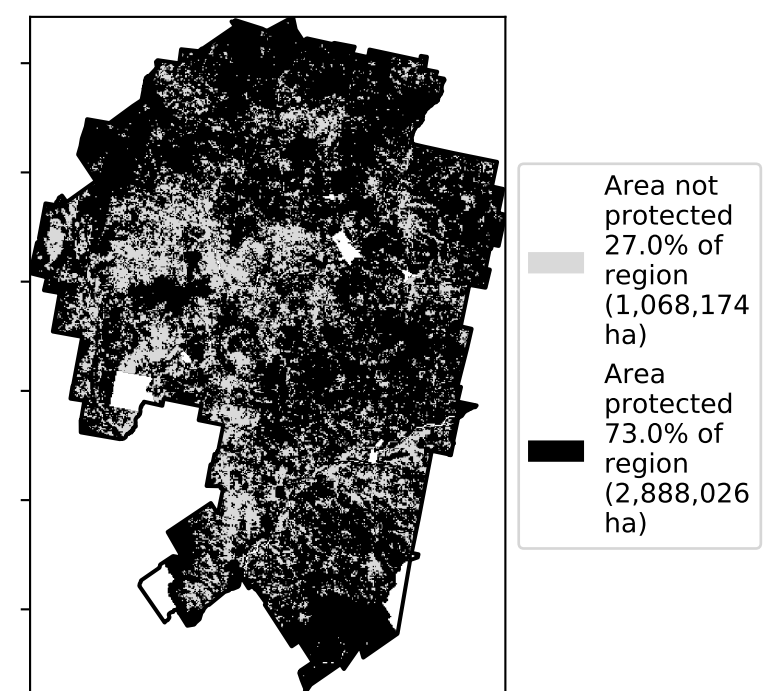 Area not
protected
27.0% of
region
(1,068,174
ha)
Area
protected
73.0% of
region
(2,888,026
ha)